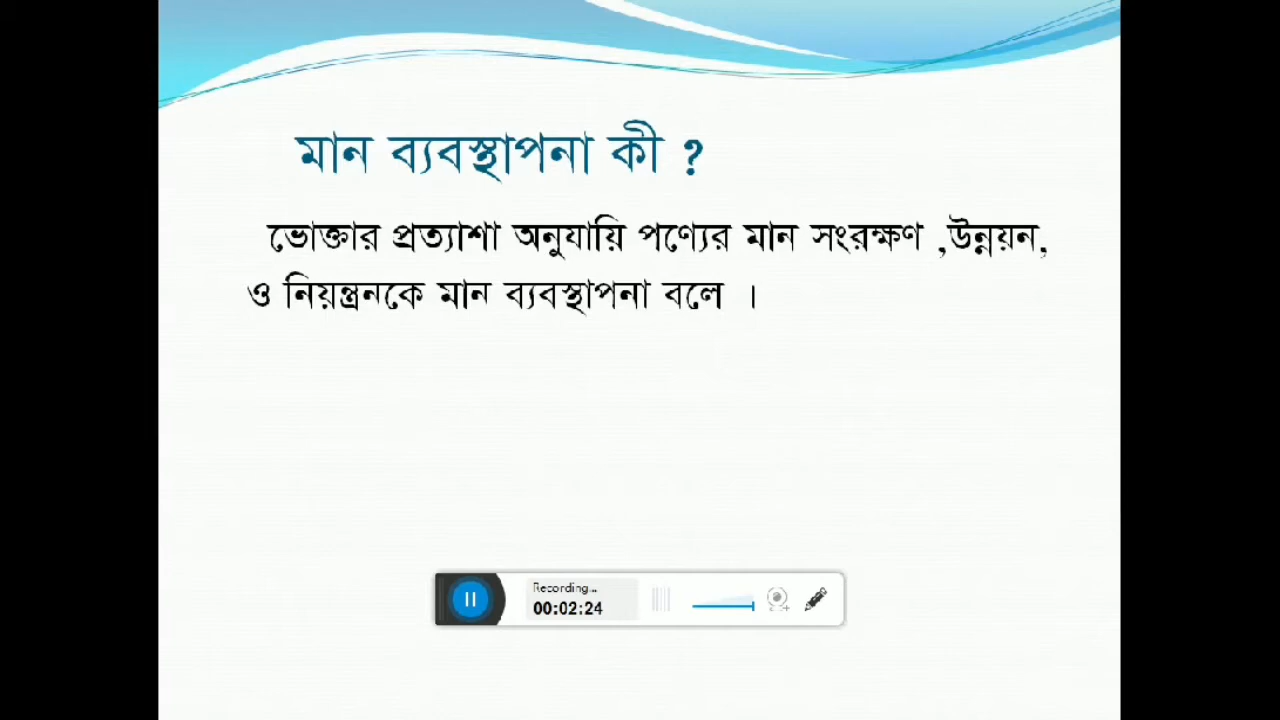 মান ব্যবস্থাপনা কী ?
ভোক্তার প্রত্যাশা অনুযায়ি পণ্যের মান সংরক্ষণ ,উন্নয়ন,
ও নিয়ন্ত্রনকে মান ব্যবস্থাপনা বলে ।
Recording...
00:02:24